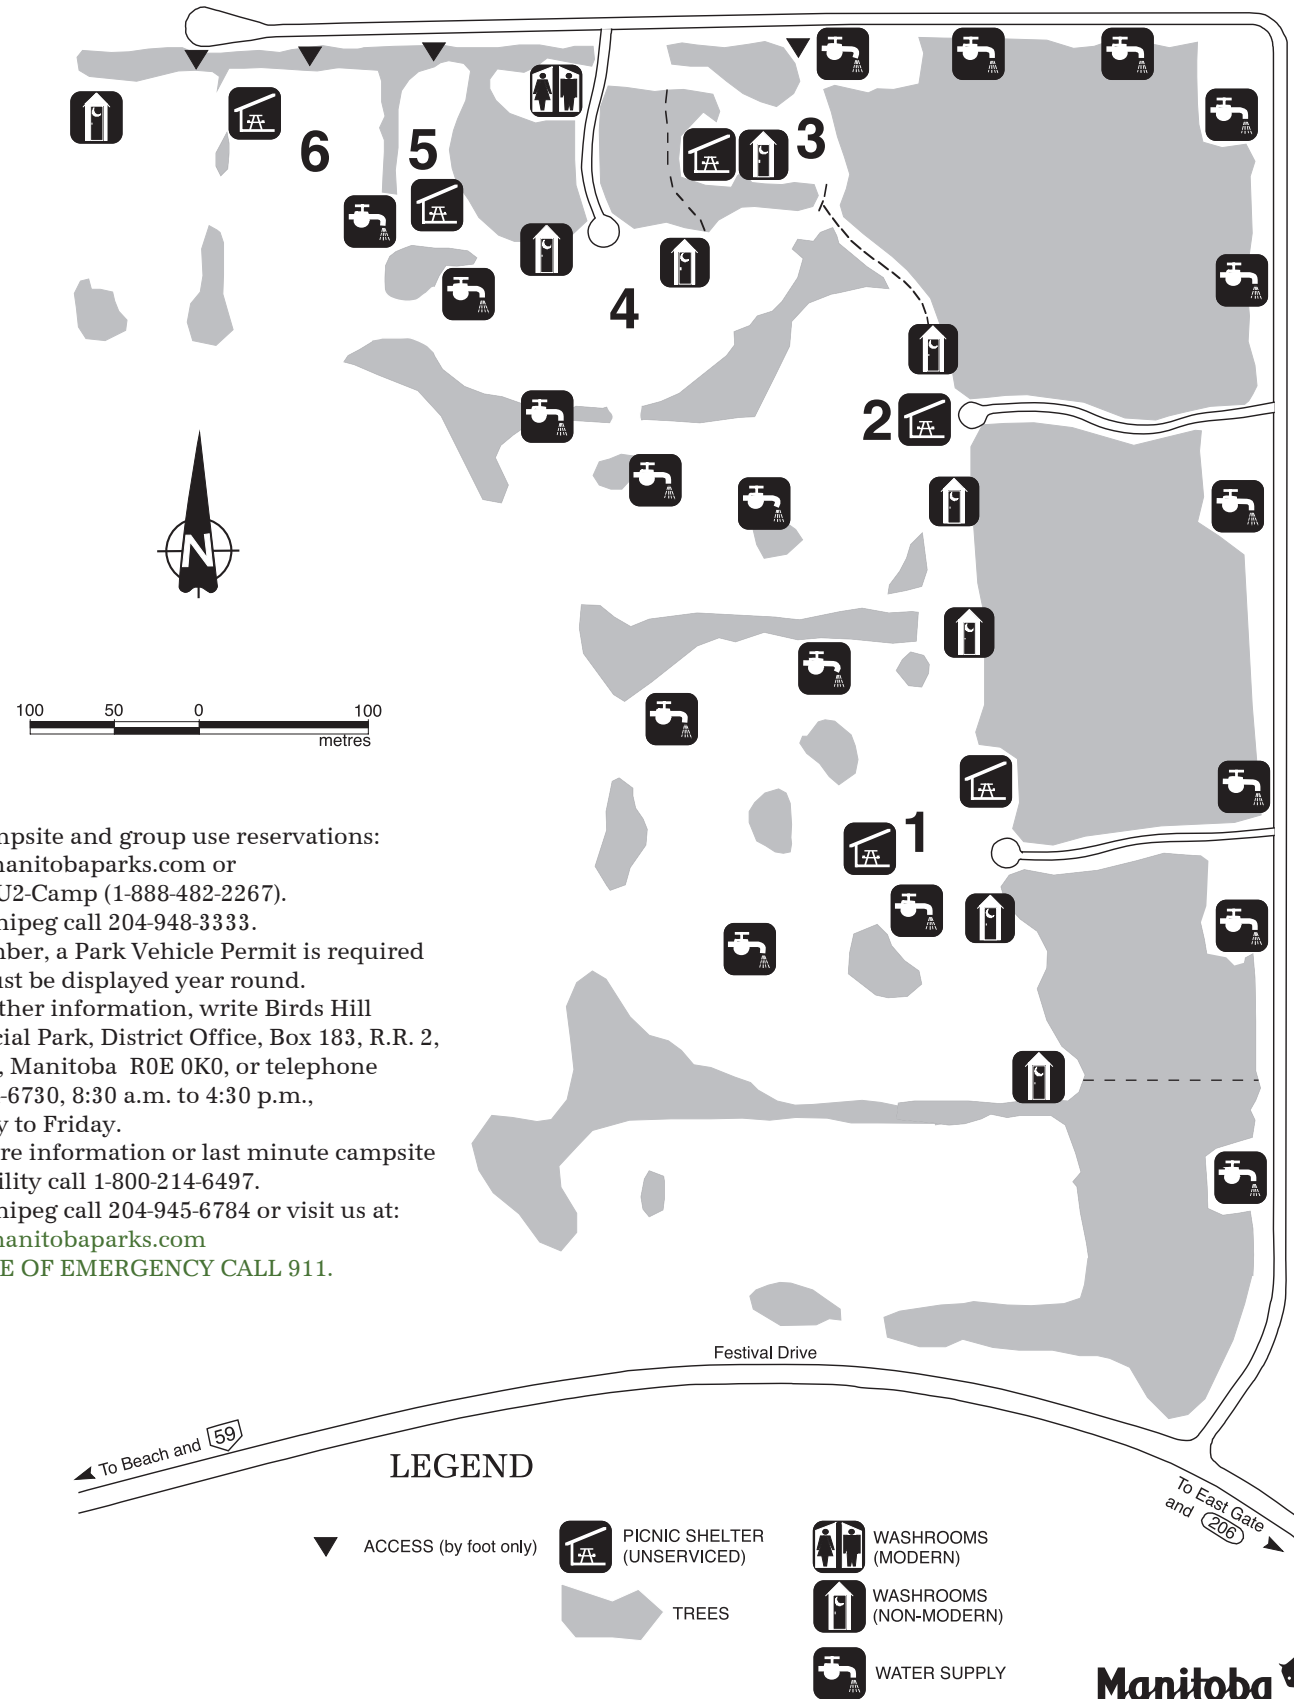 6
5
3
4
2
N
100 50 0 100
metres
1
mpsite and group use reservations:
nanitobaparks.com or
U2-Camp (1-888-482-2267).
nipeg call 204-948-3333.
nber, a Park Vehicle Permit is required
ust be displayed year round.
ther information, write Birds Hill
cial Park, District Office, Box 183, R.R. 2,
, Manitoba R0E 0K0, or telephone
-6730, 8:30 a.m. to 4:30 p.m.,
y to Friday.
re information or last minute campsite
ility call 1-800-214-6497.
nipeg call 204-945-6784 or visit us at:
nanitobaparks.com
E OF EMERGENCY CALL 911.
Festival Drive
To Beach and 59
To East Gate
and 206
LEGEND
ACCESS (by foot only)
PICNIC SHELTER
(UNSERVICED)
TREES
WASHROOMS
(MODERN)
WASHROOMS
(NON-MODERN)
WATER SUPPLY
Manitoba